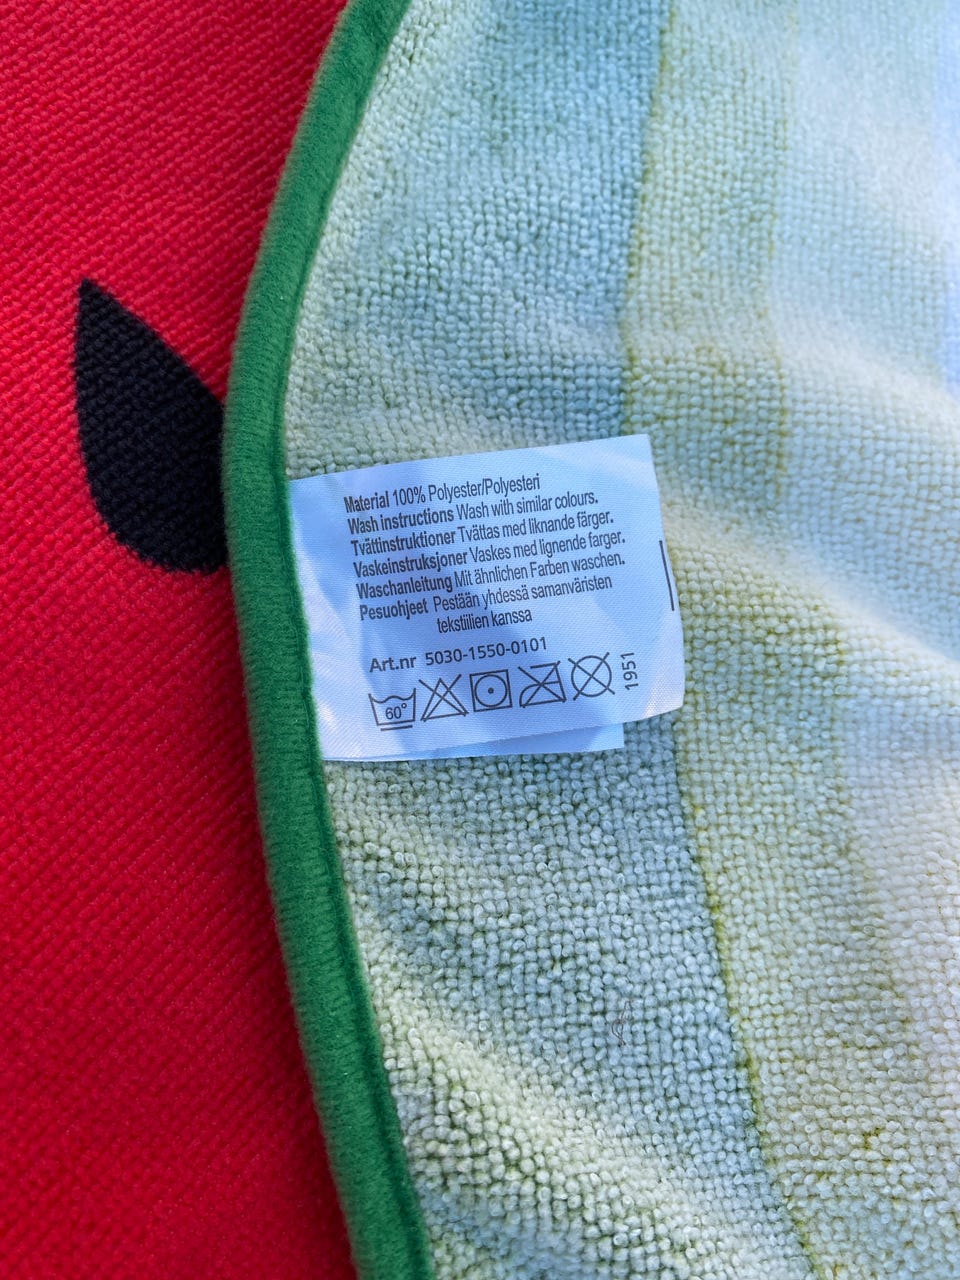 Material 100% Polyester/Polyesteri
Wash instructions Wash with similar colours.
Tvättinstruktioner Tvättas med liknande färger.
Vaskeinstruksjoner Vaskes med lignende farger.
Waschanleitung Mit ähnlichen Farben waschen.
Pesuohjeet Pestään yhdessä samanväristen
tekstiilien kanssa
Art.nr 5030-1550-0101
60°
1951